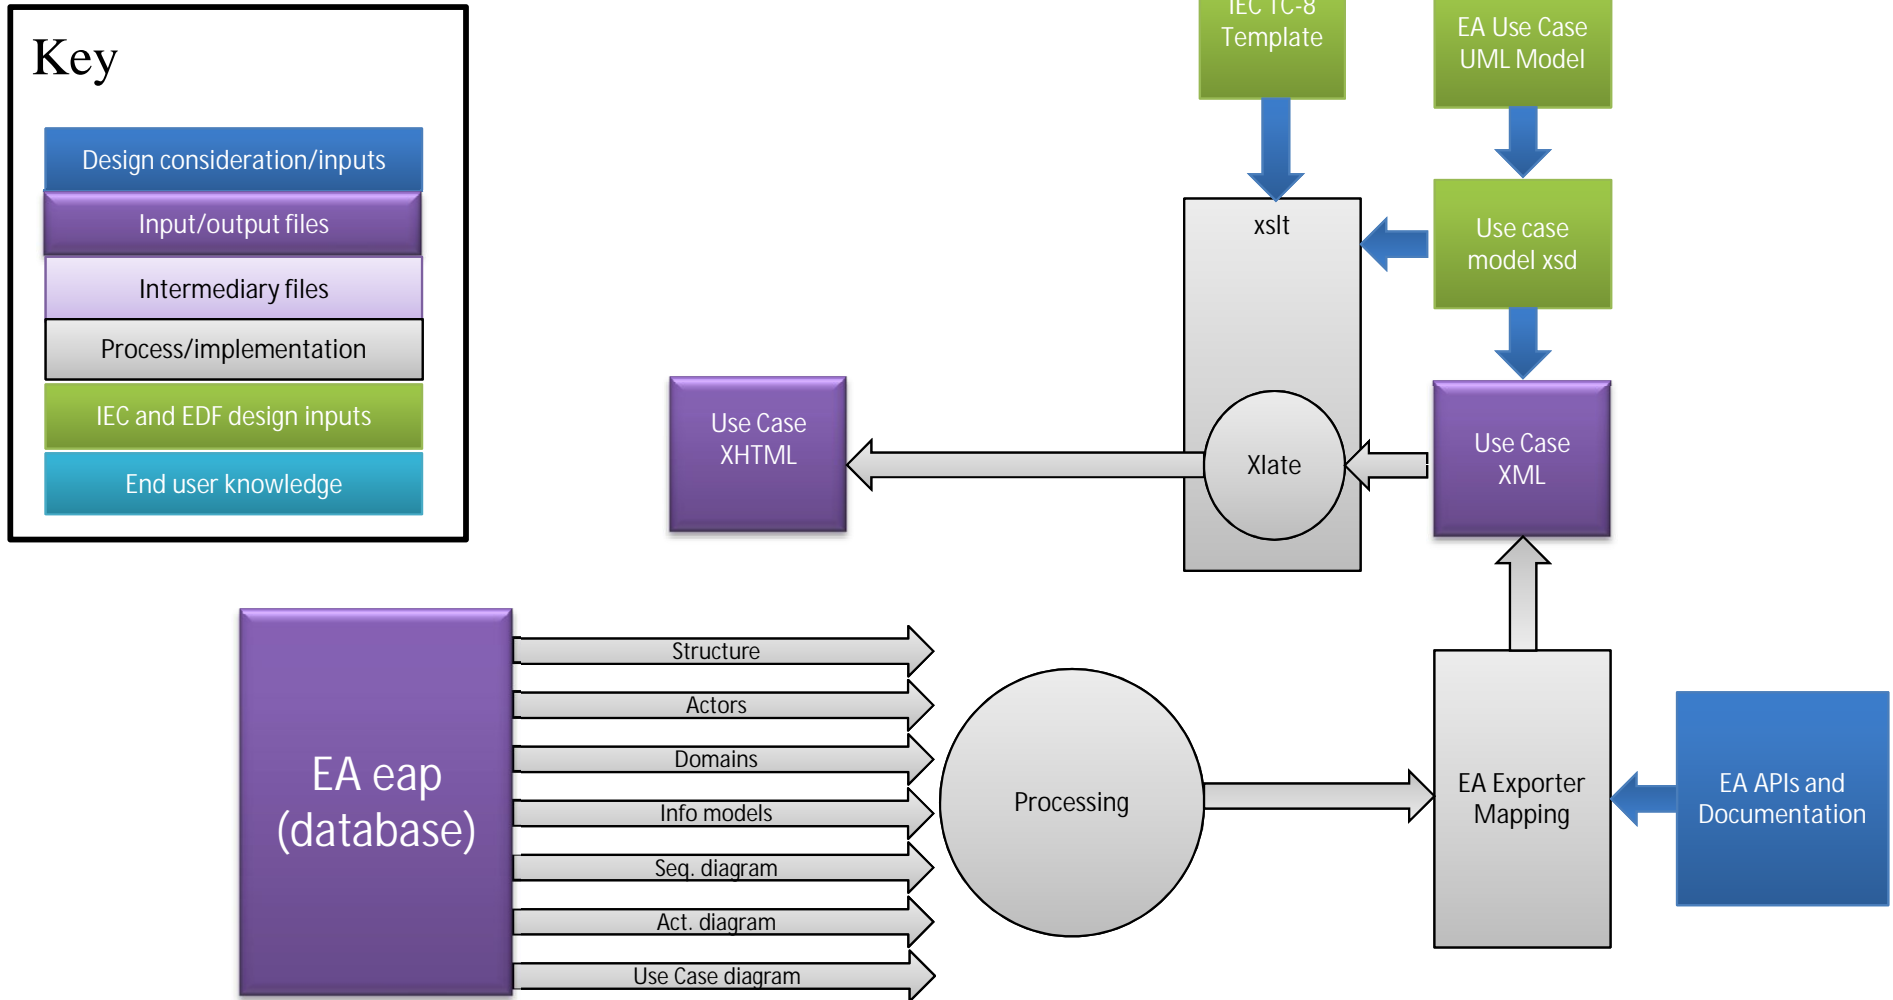 Key
Design consideration/inputs
Input/output files
Intermediary files
Process/implementation
IEC and EDF design inputs
End user knowledge
IEC TC-8
Template
EA Use Case
UML Model
xslt
Use case
model xsd
Use Case
XHTML
Xlate
Use Case
XML
EA eap
(database)
Structure
Actors
Domains
Info models
Seq. diagram
Act. diagram
Use Case diagram
Processing
EA Exporter
Mapping
EA APIs and
Documentation